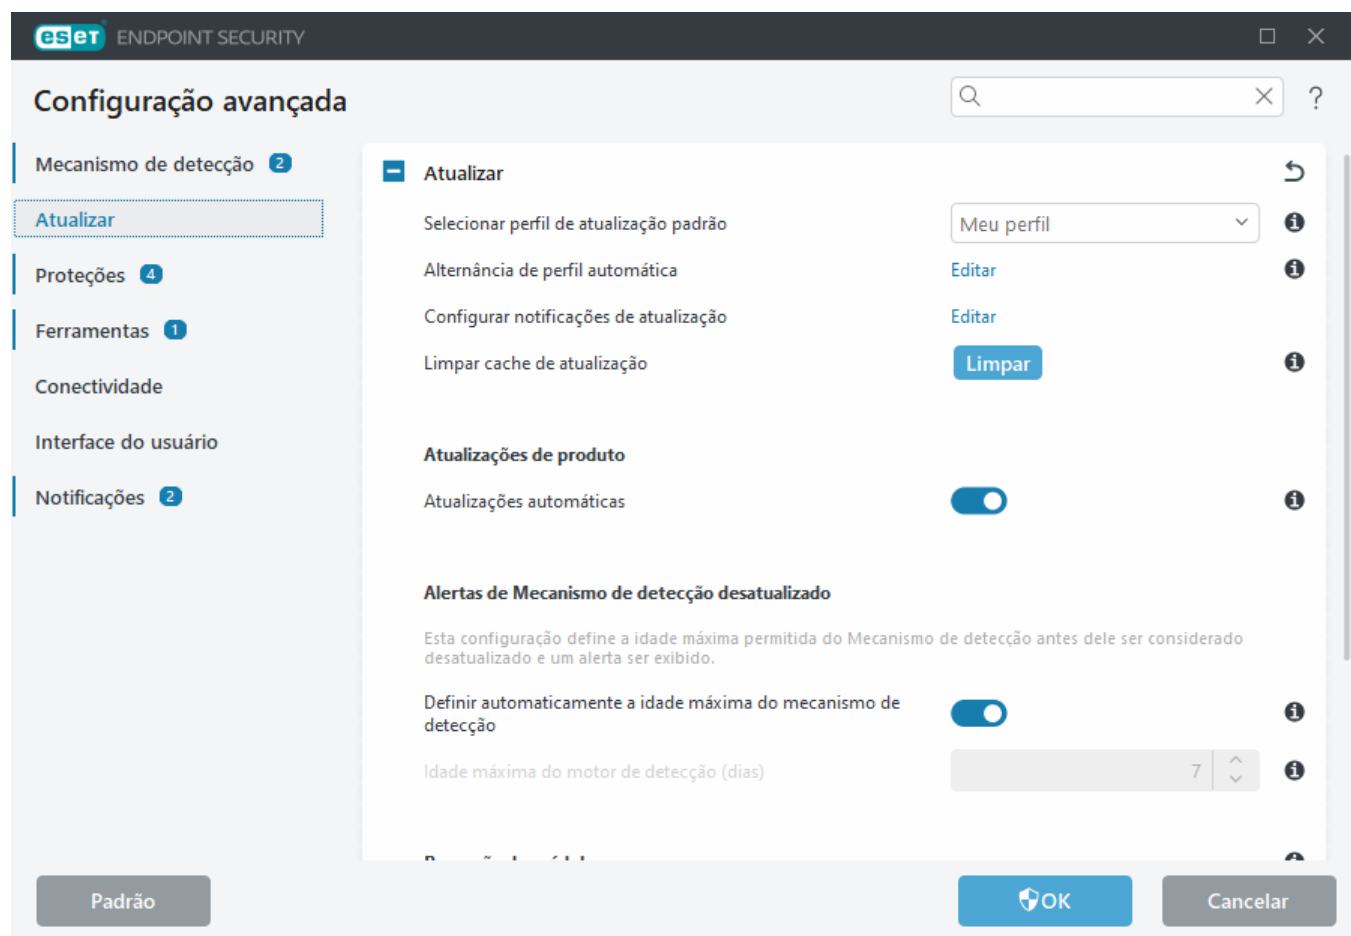 eset ENDPOINT SECURITY
Configuração avançada
?
Mecanismo de detecção 2
Atualizar
Proteções 4
Ferramentas 1
Conectividade
Interface do usuário
Notificações 2
Atualizar
Selecionar perfil de atualização padrão
Meu perfil
Alternância de perfil automática
Editar
Configurar notificações de atualização
Editar
Limpar cache de atualização
Limpar
Atualizações de produto
Atualizações automáticas
Alertas de Mecanismo de detecção desatualizado
Esta configuração define a idade máxima permitida do Mecanismo de detecção antes dele ser considerado
desatualizado e um alerta ser exibido.
Definir automaticamente a idade máxima do mecanismo de
detecção
Idade máxima do motor de detecção (dias)
7
Padrão
OK
Cancelar